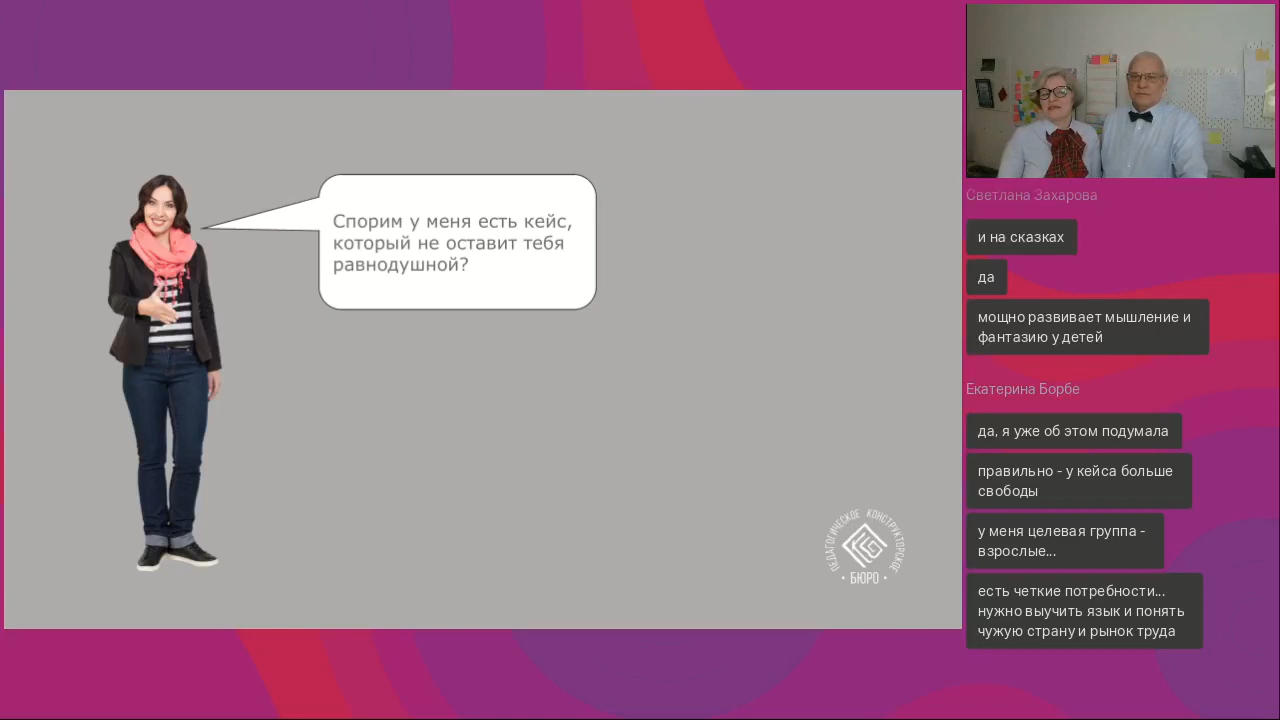 Спорим у меня есть кейс,
который не оставит тебя
равнодушной?
ПЕДАГОГИЧЕСКОЕ КОНСТРУКТОРСКОЕ
• БЮРО •
Светлана Захарова
и на сказках
да
мощно развивает мышление и
фантазию у детей
Екатерина Борбе
да, я уже об этом подумала
правильно - у кейса больше
свободы
у меня целевая группа -
взрослые...
есть четкие потребности...
нужно выучить язык и понять
чужую страну и рынок труда